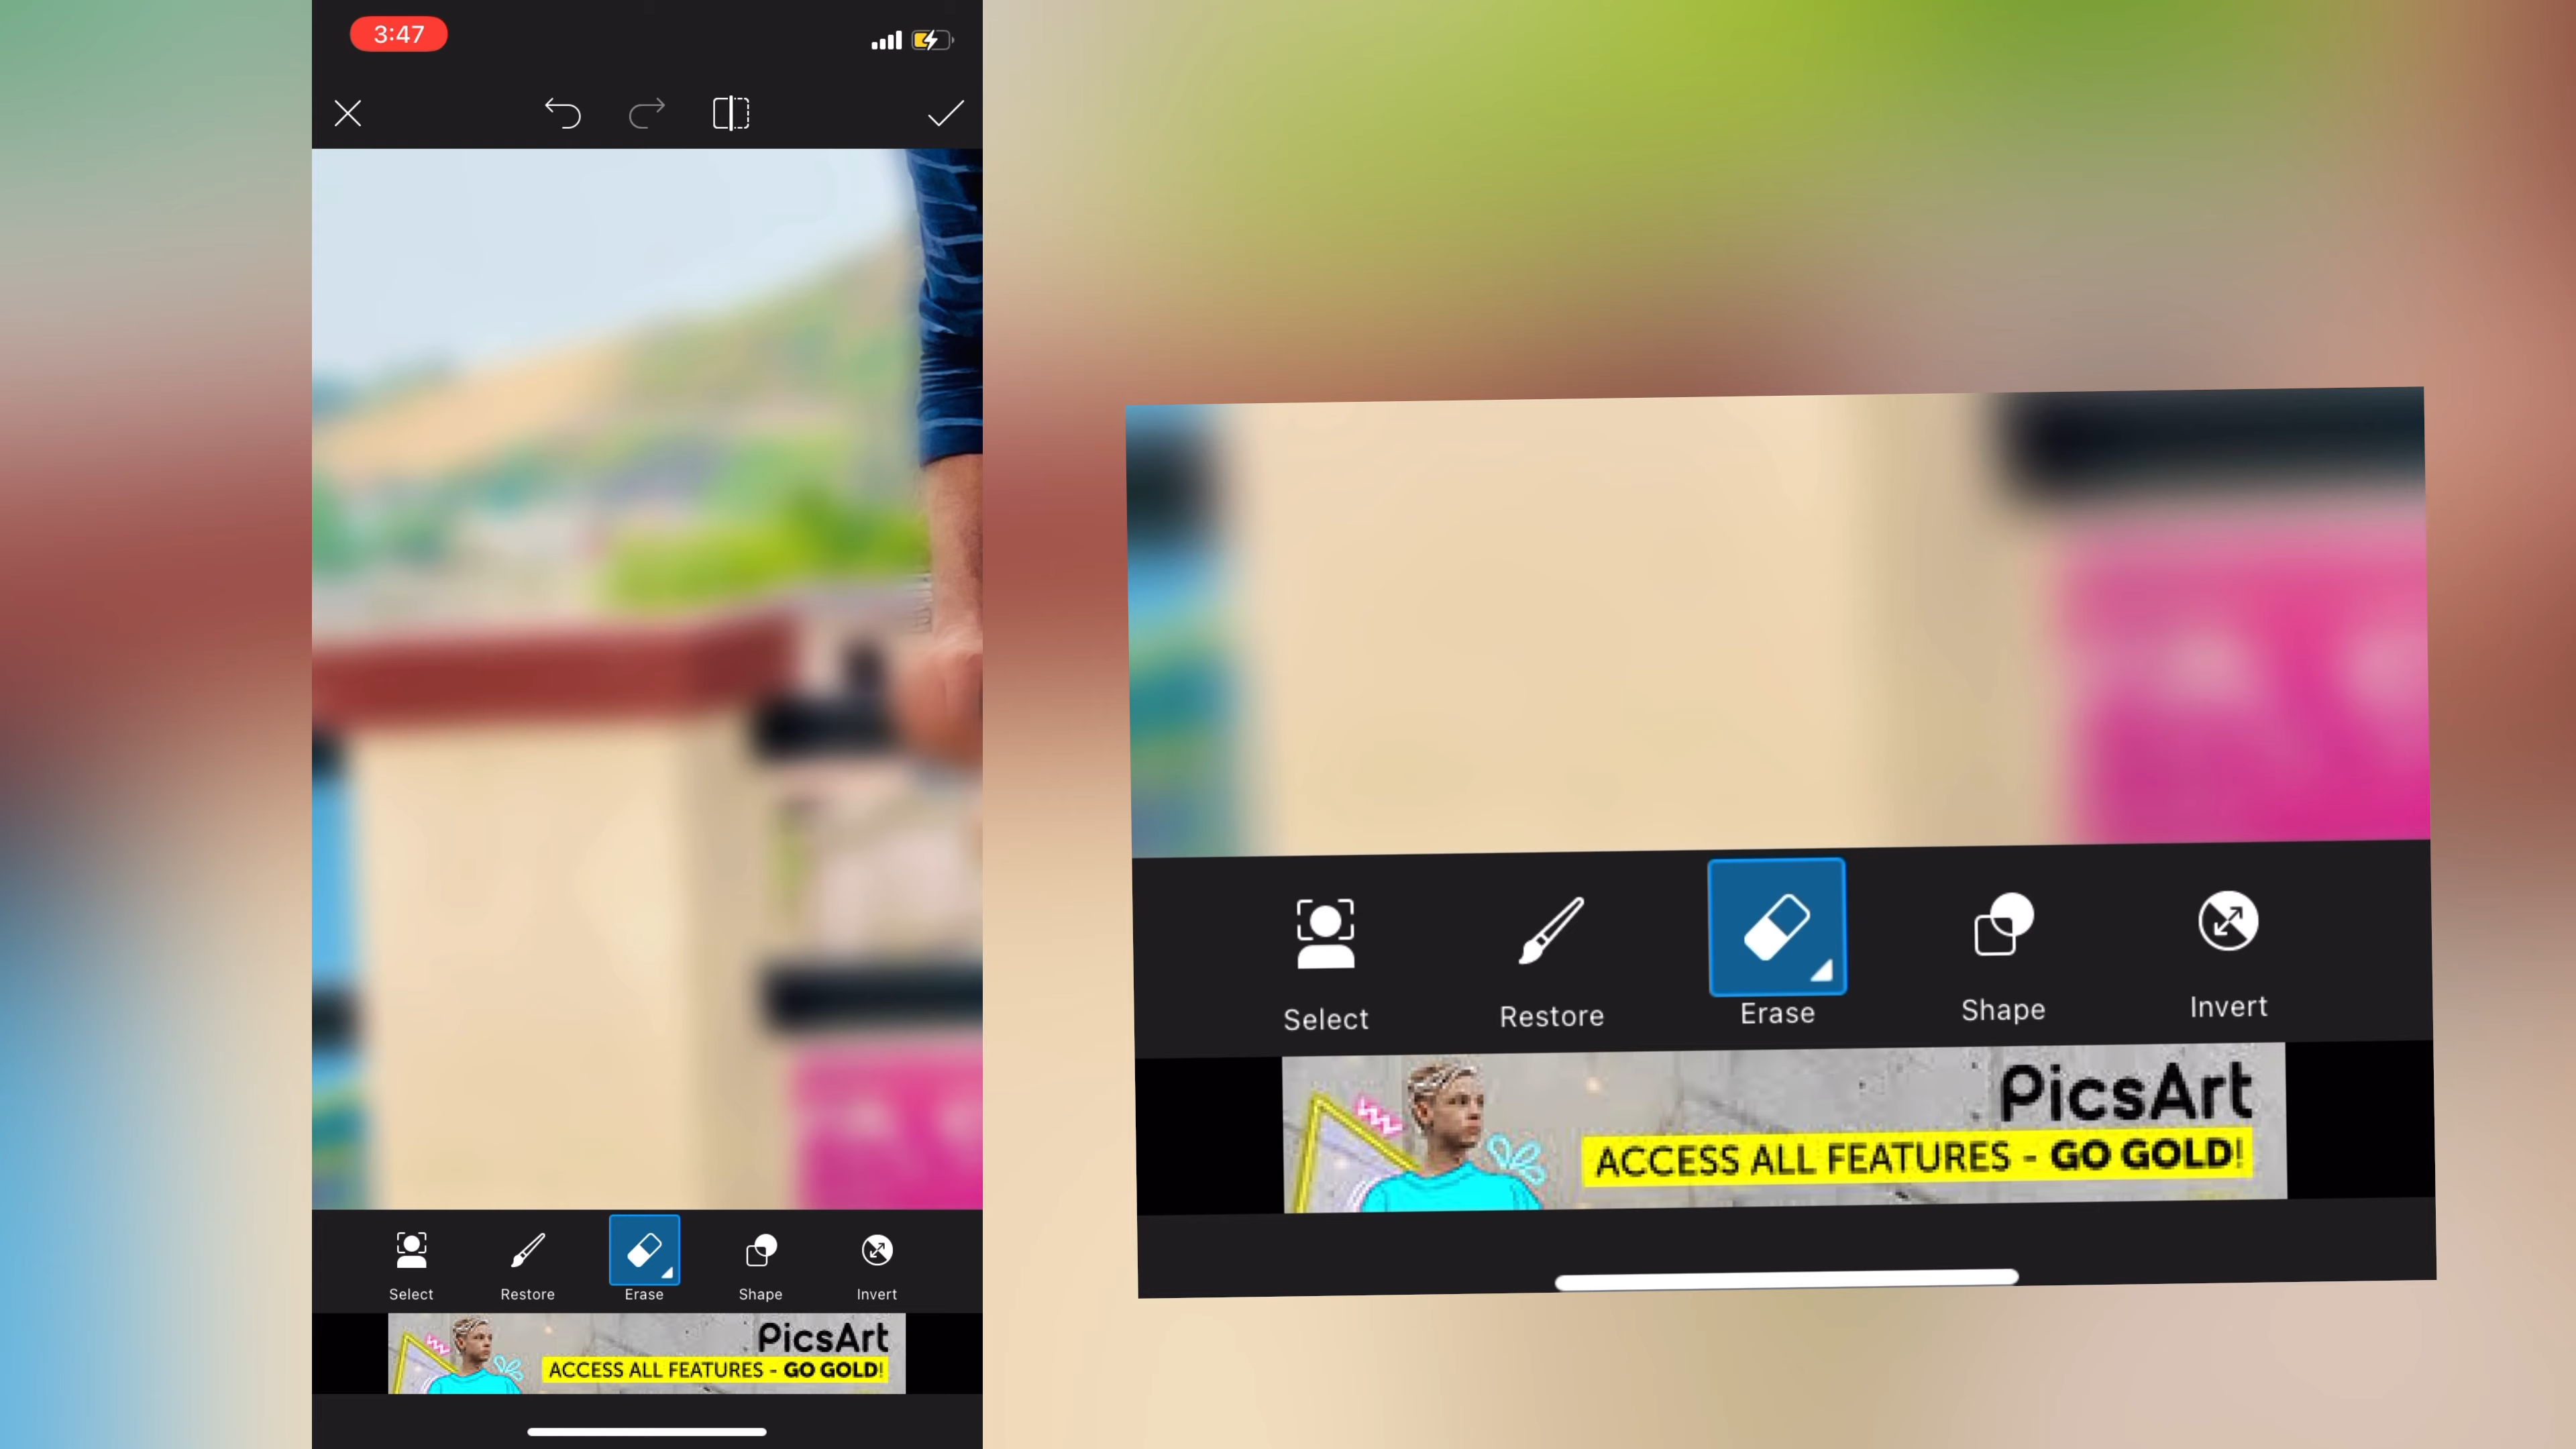 3:47
Select Restore Erase Shape Invert
PicsArt
ACCESS ALL FEATURES - GO GOLD!
Select Restore Erase Shape Invert
PicsArt
ACCESS ALL FEATURES - GO GOLD!